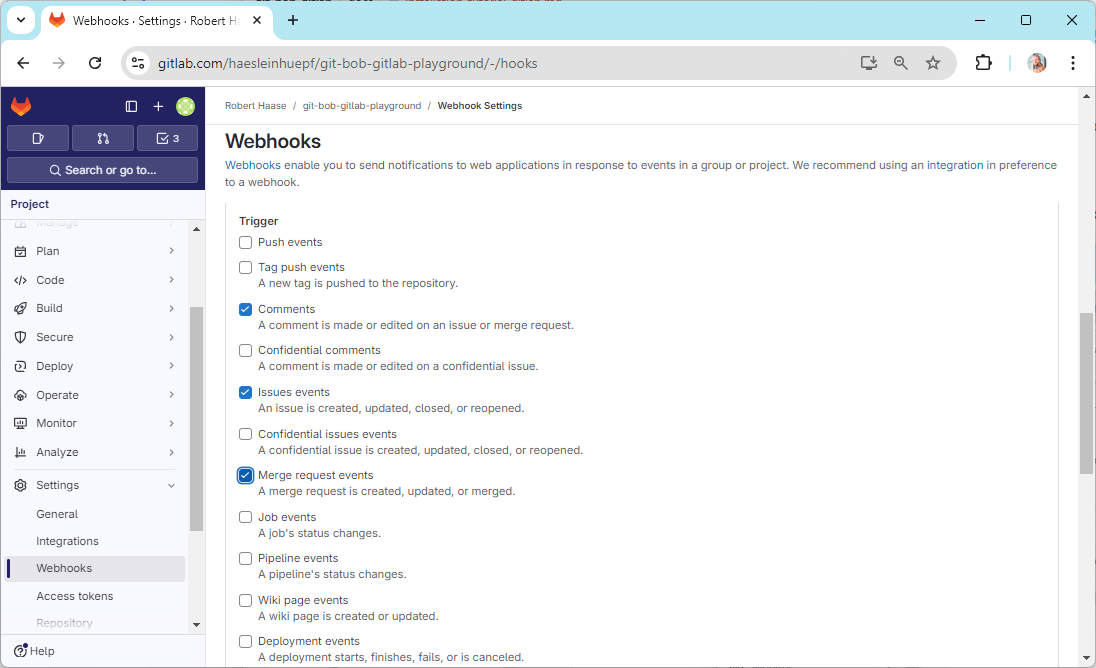 Webhooks · Settings · Robert H
gitlab.com/haesleinhuepf/git-bob-gitlab-playground/-/hooks
3
Search or go to...
Project
Manage
Plan
Code
Build
Secure
Deploy
Operate
Monitor
Analyze
Settings
General
Integrations
Webhooks
Access tokens
Repository
Help
Robert Haase / git-bob-gitlab-playground / Webhook Settings
Webhooks
Webhooks enable you to send notifications to web applications in response to events in a group or project. We recommend using an integration in preference
to a webhook.
Trigger
Push events
Tag push events
A new tag is pushed to the repository.
Comments
A comment is made or edited on an issue or merge request.
Confidential comments
A comment is made or edited on a confidential issue.
Issues events
An issue is created, updated, closed, or reopened.
Confidential issues events
A confidential issue is created, updated, closed, or reopened.
Merge request events
A merge request is created, updated, or merged.
Job events
A job's status changes.
Pipeline events
A pipeline's status changes.
Wiki page events
A wiki page is created or updated.
Deployment events
A deployment starts, finishes, fails, or is canceled.